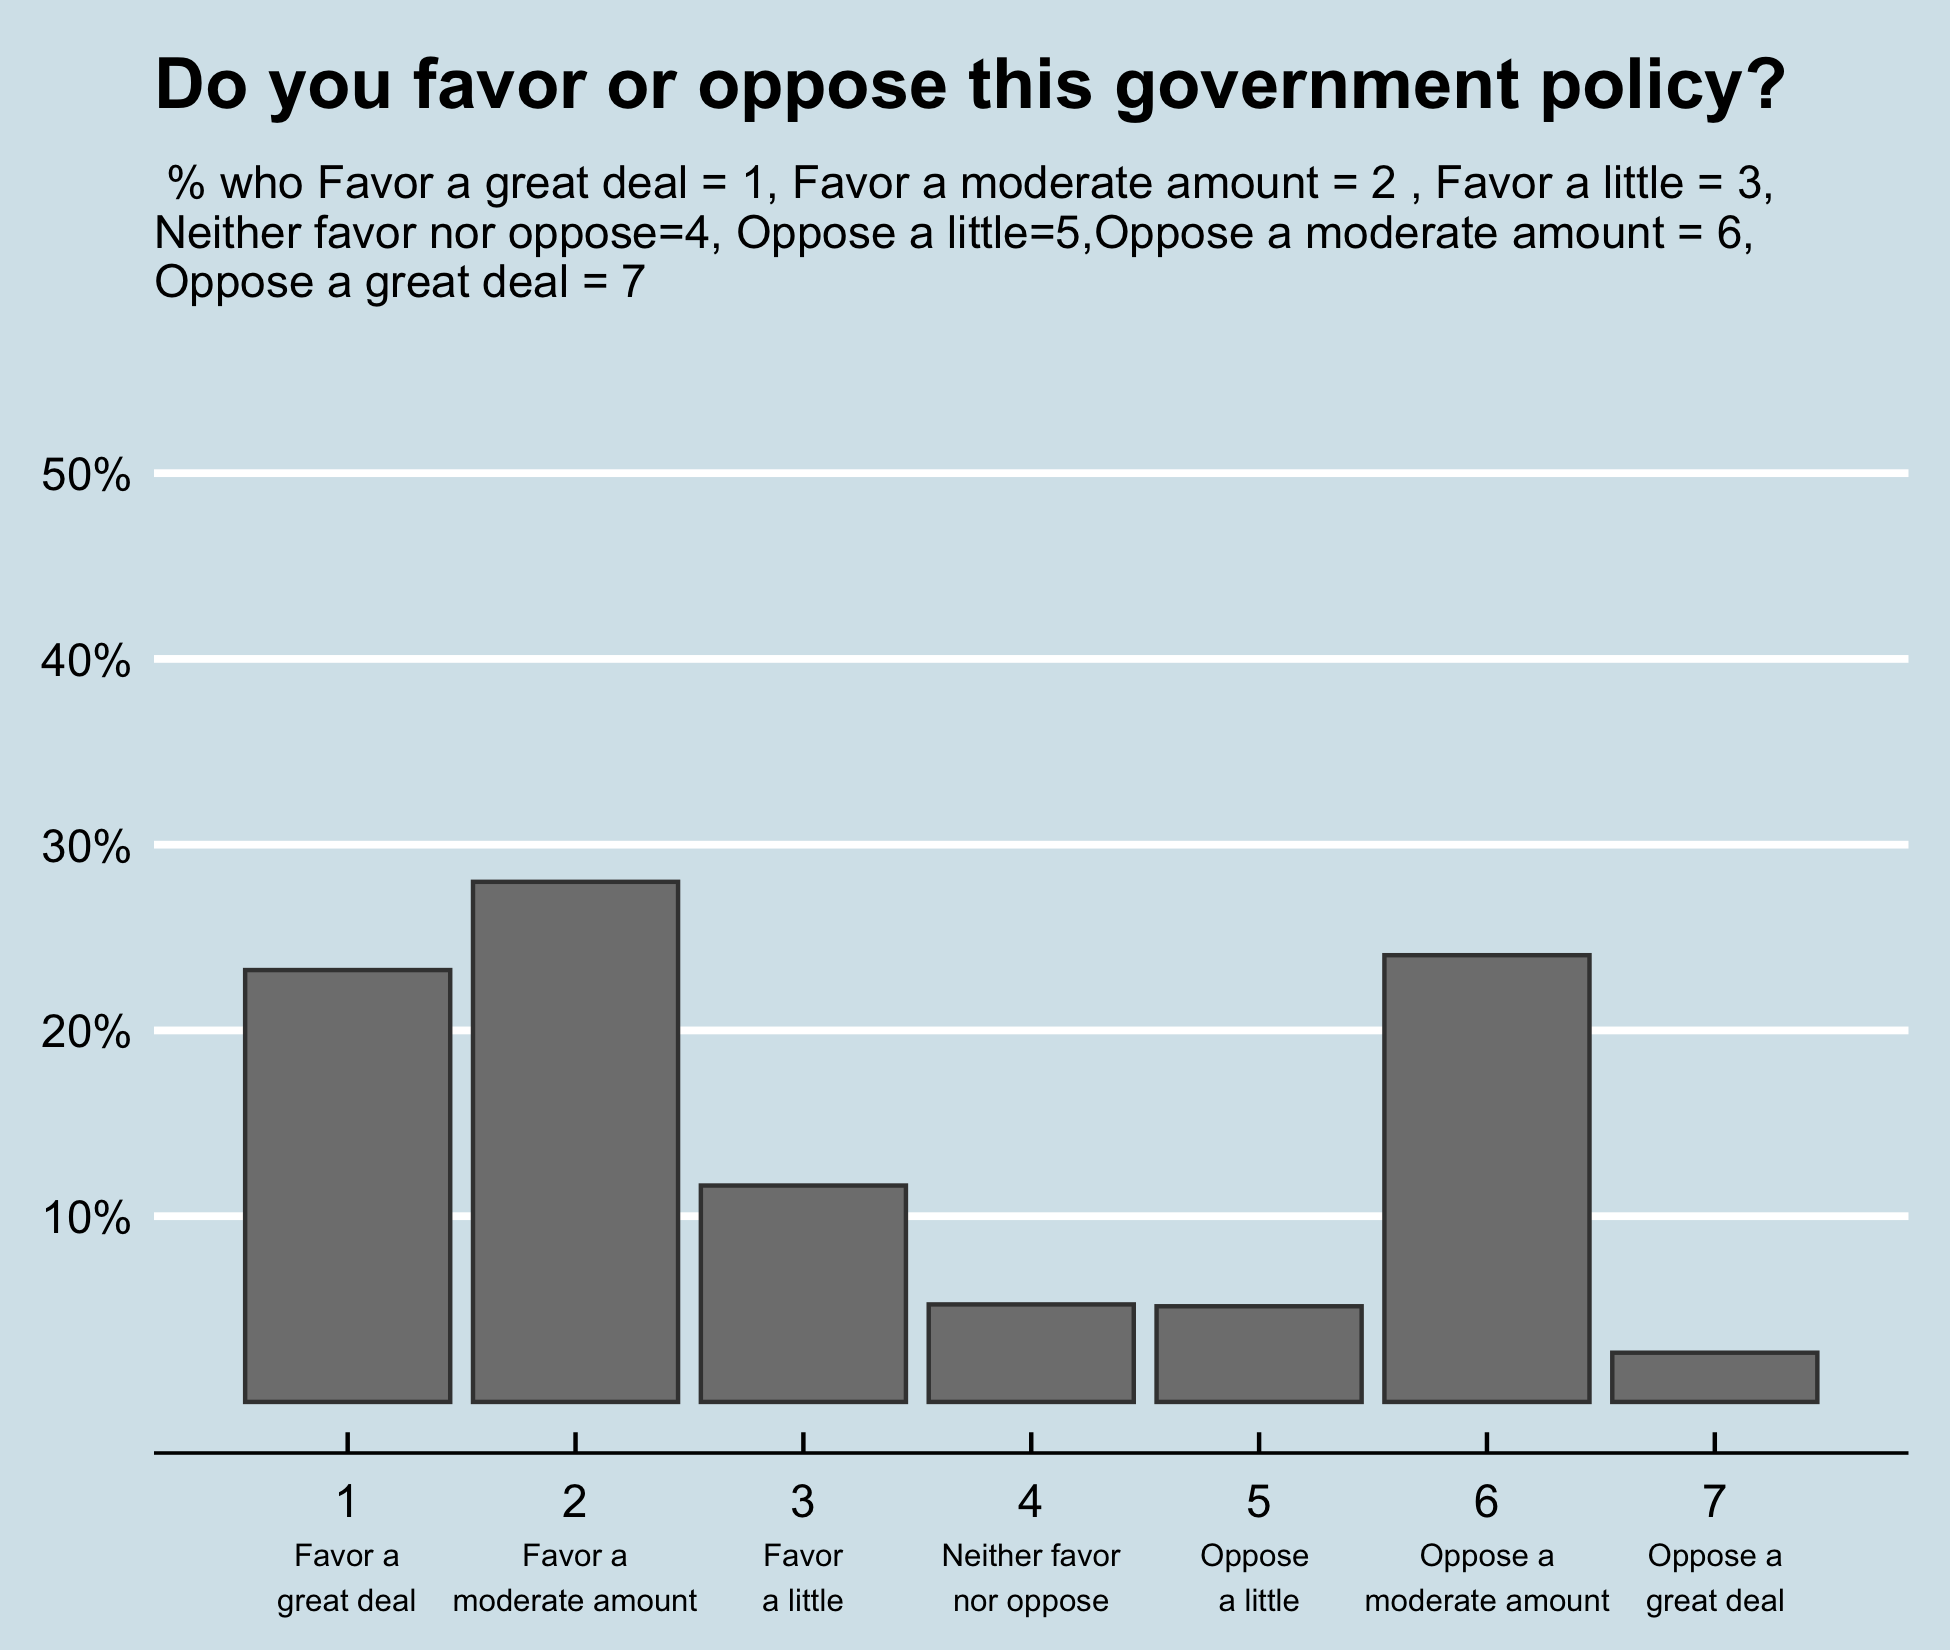 Do you favor or oppose this government policy?
% who Favor a great deal = 1, Favor a moderate amount = 2 , Favor a little = 3,
Neither favor nor oppose=4, Oppose a little=5,Oppose a moderate amount = 6,
Oppose a great deal = 7
50%
40%
30%
20%
10%
1 2 3 4 5 6 7
Favor a Favor a Favor Neither favor Oppose Oppose a Oppose a
great deal moderate amount a little nor oppose a little moderate amount great deal